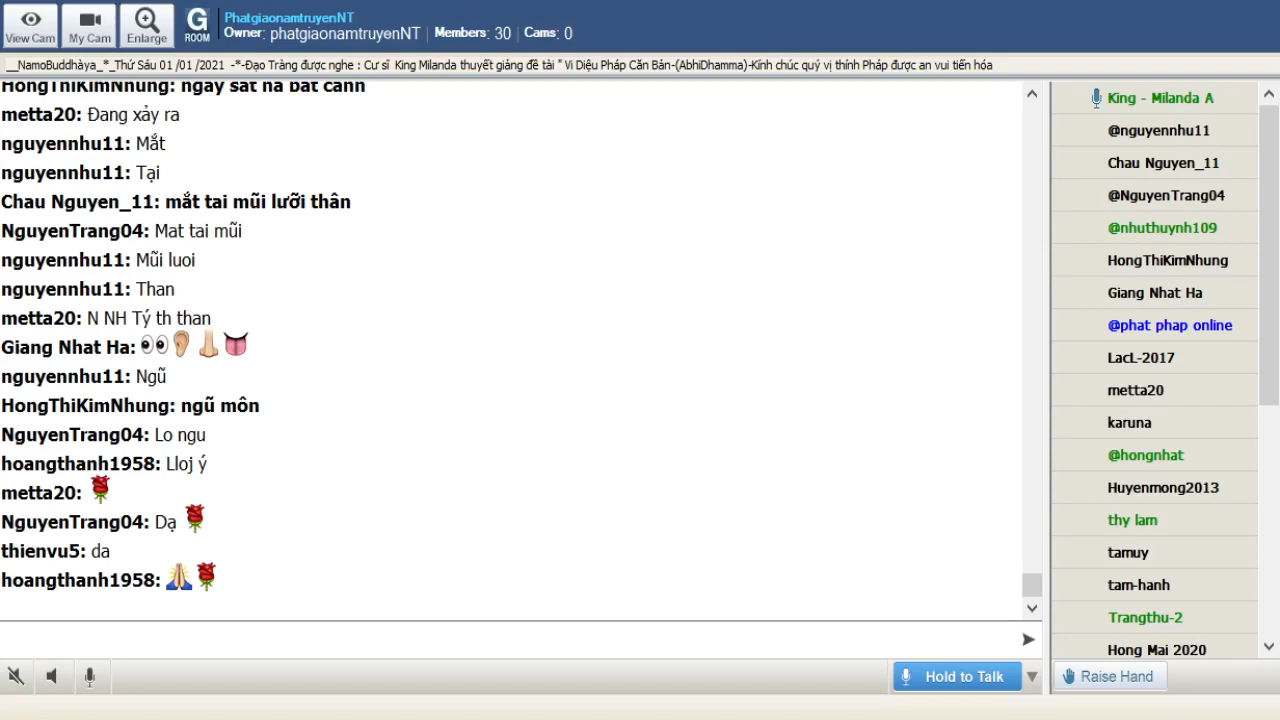 View Cam
My Cam
Enlarge
G
ROOM
PhatgiaonamtruyenNT
Owner: phatgiaonamtruyenNT | Members: 30 | Cams: 0
__NamoBuddhàya_*_Thứ Sáu 01 /01 /2021 -*-Đạo Tràng được nghe : Cư sĩ King Milanda thuyết giảng đề tài " Vi Diệu Pháp Căn Bản-(AbhiDhamma)-Kính chúc quý vị thính Pháp được an vui tiến hóa
HongThiKimNhung: ngay sat na bat canh
metta20: Đang xảy ra
nguyennhu11: Mắt
nguyennhu11: Tại
Chau Nguyen_11: mắt tai mũi lưỡi thân
NguyenTrang04: Mat tai mũi
nguyennhu11: Mũi luoi
nguyennhu11: Than
metta20: N NH Tý th than
Giang Nhat Ha:
nguyennhu11: Ngũ
HongThiKimNhung: ngũ môn
NguyenTrang04: Lo ngu
hoangthanh1958: Lloj ý
metta20:
NguyenTrang04: Dạ
thienvu5: da
hoangthanh1958:
King - Milanda A
@nguyennhu11
Chau Nguyen_11
@NguyenTrang04
@nhuthuynh109
HongThiKimNhung
Giang Nhat Ha
@phat phap online
LacL-2017
metta20
karuna
@hongnhat
Huyenmong2013
thy lam
tamuy
tam-hanh
Trangthu-2
Hong Mai 2020
Hold to Talk
Raise Hand